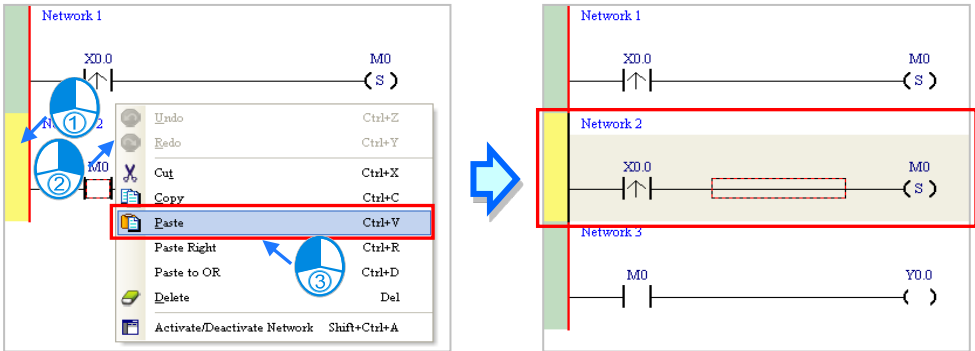 Network 1
X0.0 M0
( S )
N 2
①
②
M0
Undo Ctrl+Z
Redo Ctrl+Y
Cut Ctrl+X
Copy Ctrl+C
Paste Ctrl+V
Paste Right Ctrl+R
Paste to OR Ctrl+D
Delete Del
Activate/Deactivate Network Shift+Ctrl+A
③
Network 1
X0.0 M0
( S )
Network 2
X0.0 M0
( S )
Network 3
M0 Y0.0
( )